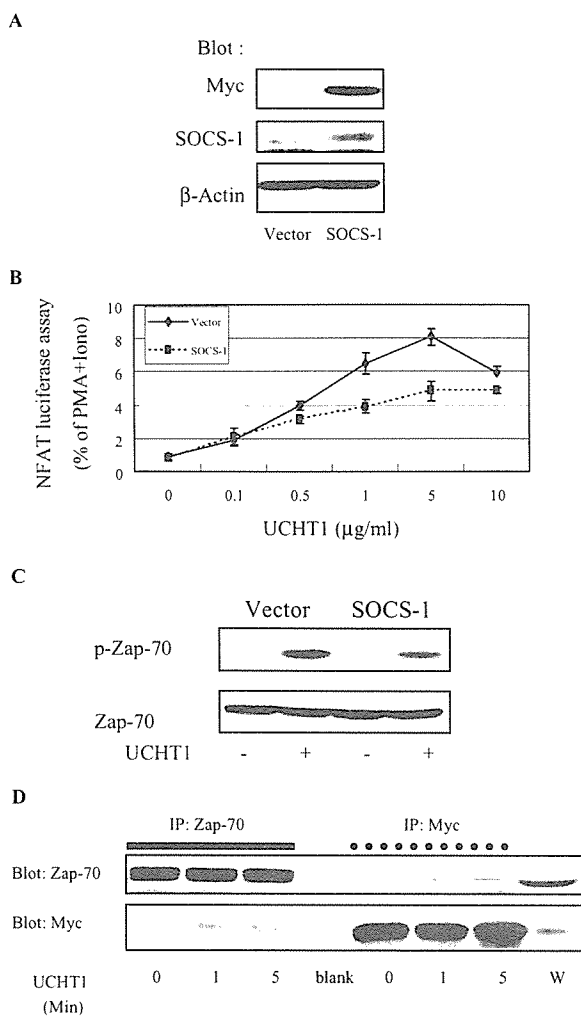 A
Blot :
Myc
SOCS-1
β-Actin
Vector SOCS-1
B
NFAT luciferase assay
(% of PMA+Iono)
10
8
6
4
2
0
Vector
SOCS-1
0 0.1 0.5 1 5 10
UCHT1 (µg/ml)
C
Vector SOCS-1
p-Zap-70
Zap-70
UCHT1 - + - +
D
IP: Zap-70 IP: Myc
Blot: Zap-70
Blot: Myc
UCHT1 0 1 5 blank 0 1 5 W
(Min)